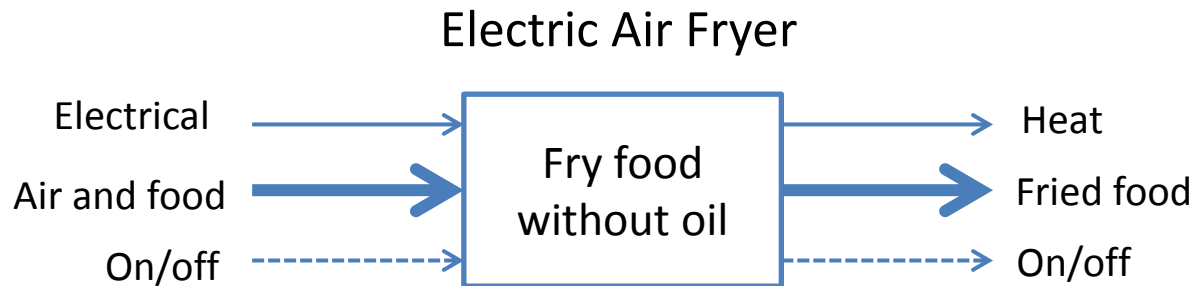 Electric Air Fryer
Electrical
Heat
Fry food
without oil
Air and food
Fried food
On/off
On/off